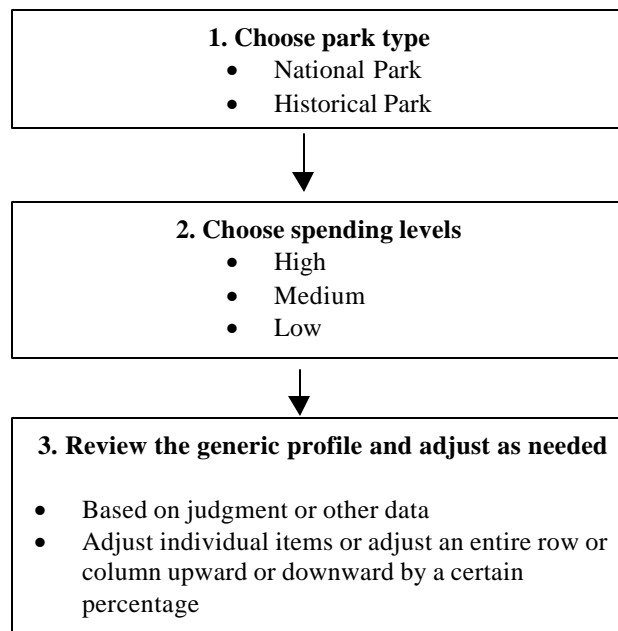 1. Choose park type
• National Park
• Historical Park
2. Choose spending levels
• High
• Medium
• Low
3. Review the generic profile and adjust as needed
• Based on judgment or other data
• Adjust individual items or adjust an entire row or
column upward or downward by a certain
percentage